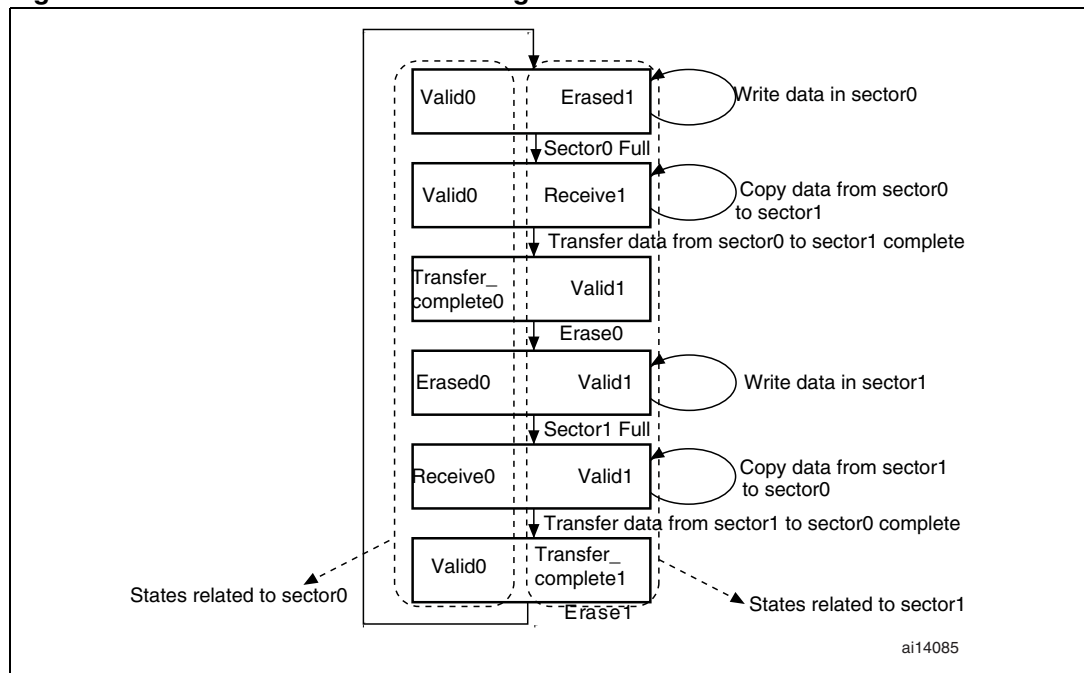 Valid0 Erased1 Write data in sector0
Sector0 Full
Valid0 Receive1 Copy data from sector0
to sector1
Transfer data from sector0 to sector1 complete
Transfer_
complete0 Valid1
Erase0
Erased0 Valid1 Write data in sector1
Sector1 Full
Receive0 Valid1 Copy data from sector1
to sector0
Transfer data from sector1 to sector0 complete
Valid0 Transfer_
complete1
States related to sector0
Erase1
States related to sector1
ai14085